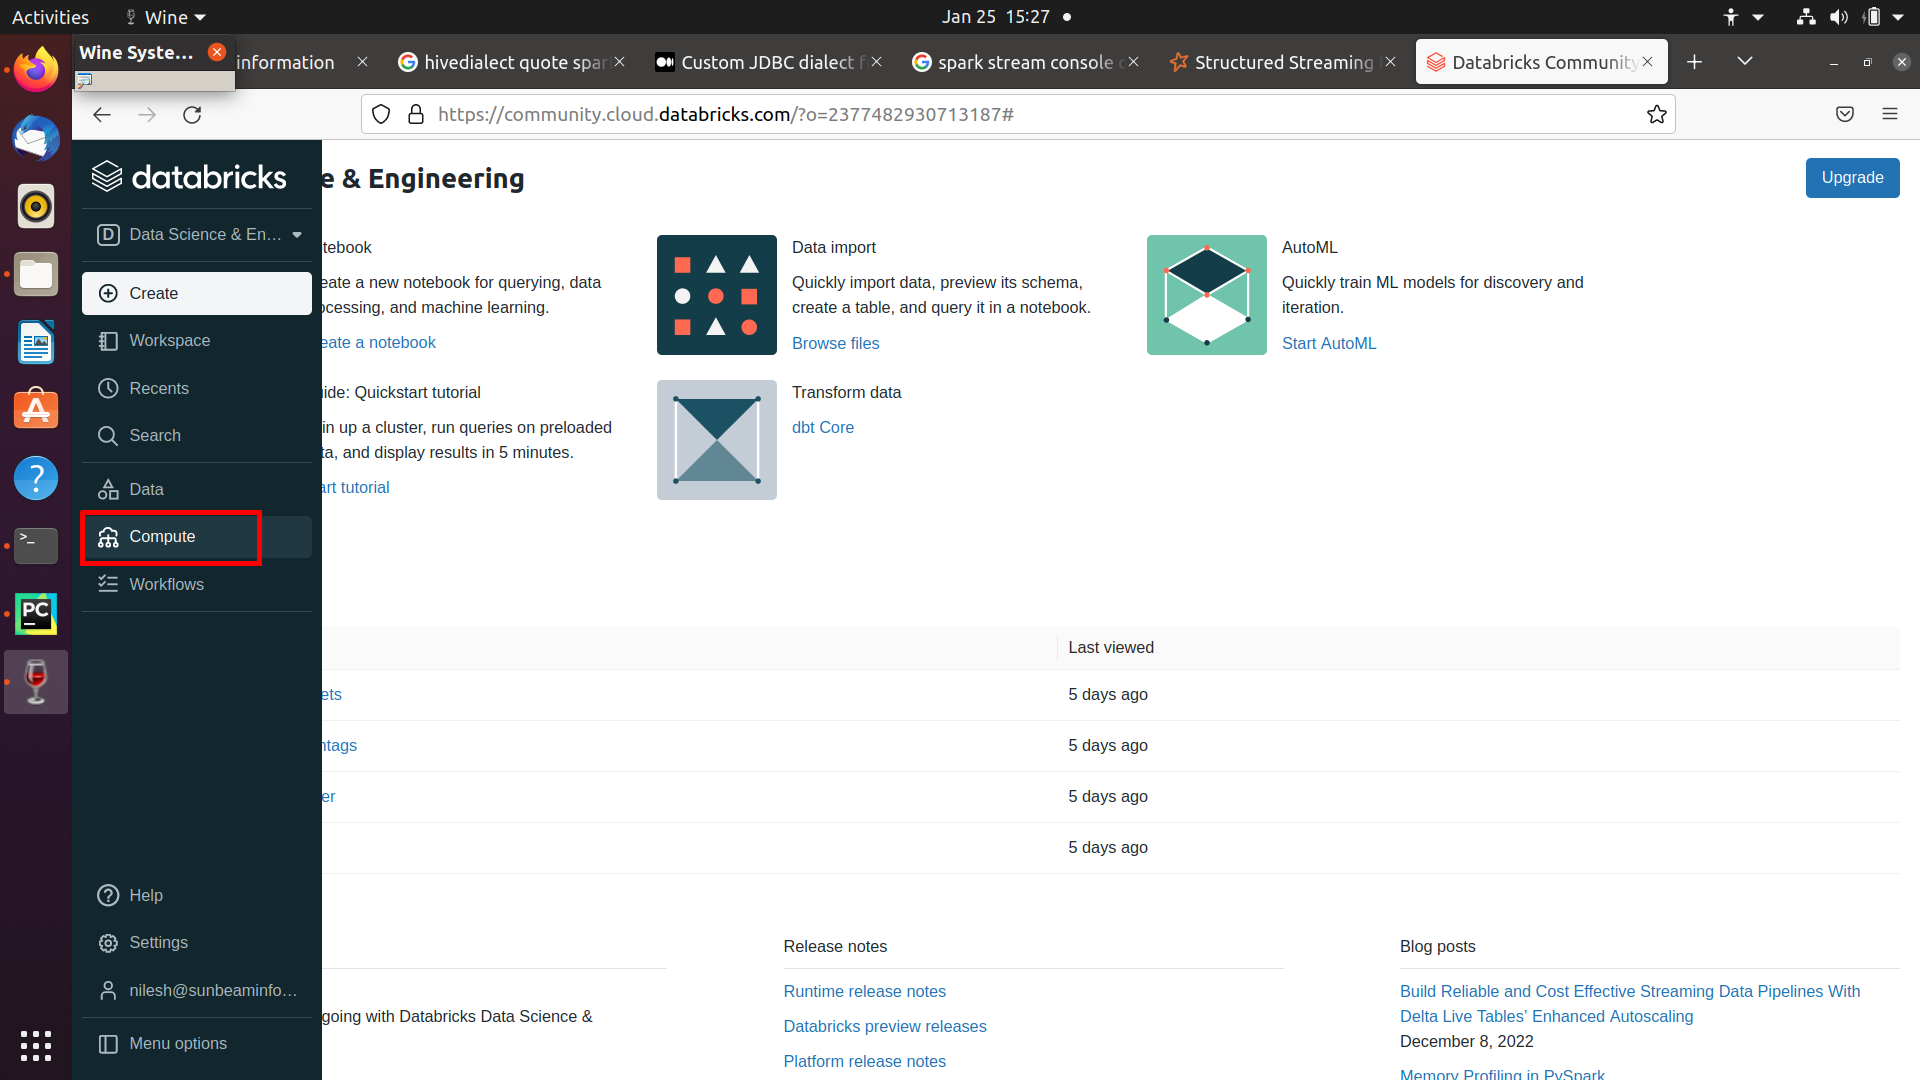 Activities
Wine
Jan 25 15:27
Wine Syste...
information
hivedialect quote spar
Custom JDBC dialect f
spark stream console
Structured Streaming
Databricks Community
https://community.cloud.databricks.com/?o=2377482930713187#
databricks
D Data Science & En...
Create
Workspace
Recents
Search
Data
Compute
Workflows
Help
Settings
nilesh@sunbeaminfo...
Menu options
e & Engineering
Upgrade
tebook
eate a new notebook for querying, data
ocessing, and machine learning.
eate a notebook
Data import
Quickly import data, preview its schema,
create a table, and query it in a notebook.
Browse files
AutoML
Quickly train ML models for discovery and
iteration.
Start AutoML
ide: Quickstart tutorial
in up a cluster, run queries on preloaded
ta, and display results in 5 minutes.
art tutorial
Transform data
dbt Core
Last viewed
ets
5 days ago
ntags
5 days ago
er
5 days ago
5 days ago
going with Databricks Data Science &
Release notes
Runtime release notes
Databricks preview releases
Platform release notes
Blog posts
Build Reliable and Cost Effective Streaming Data Pipelines With
Delta Live Tables' Enhanced Autoscaling
December 8, 2022
Memory Profiling in PySpark
PC